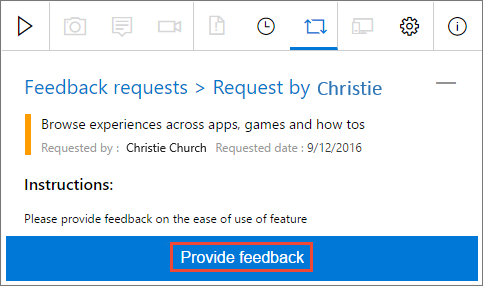 Feedback requests > Request by Christie
Browse experiences across apps, games and how tos
Requested by : Christie Church Requested date : 9/12/2016
Instructions:
Please provide feedback on the ease of use of feature
Provide feedback